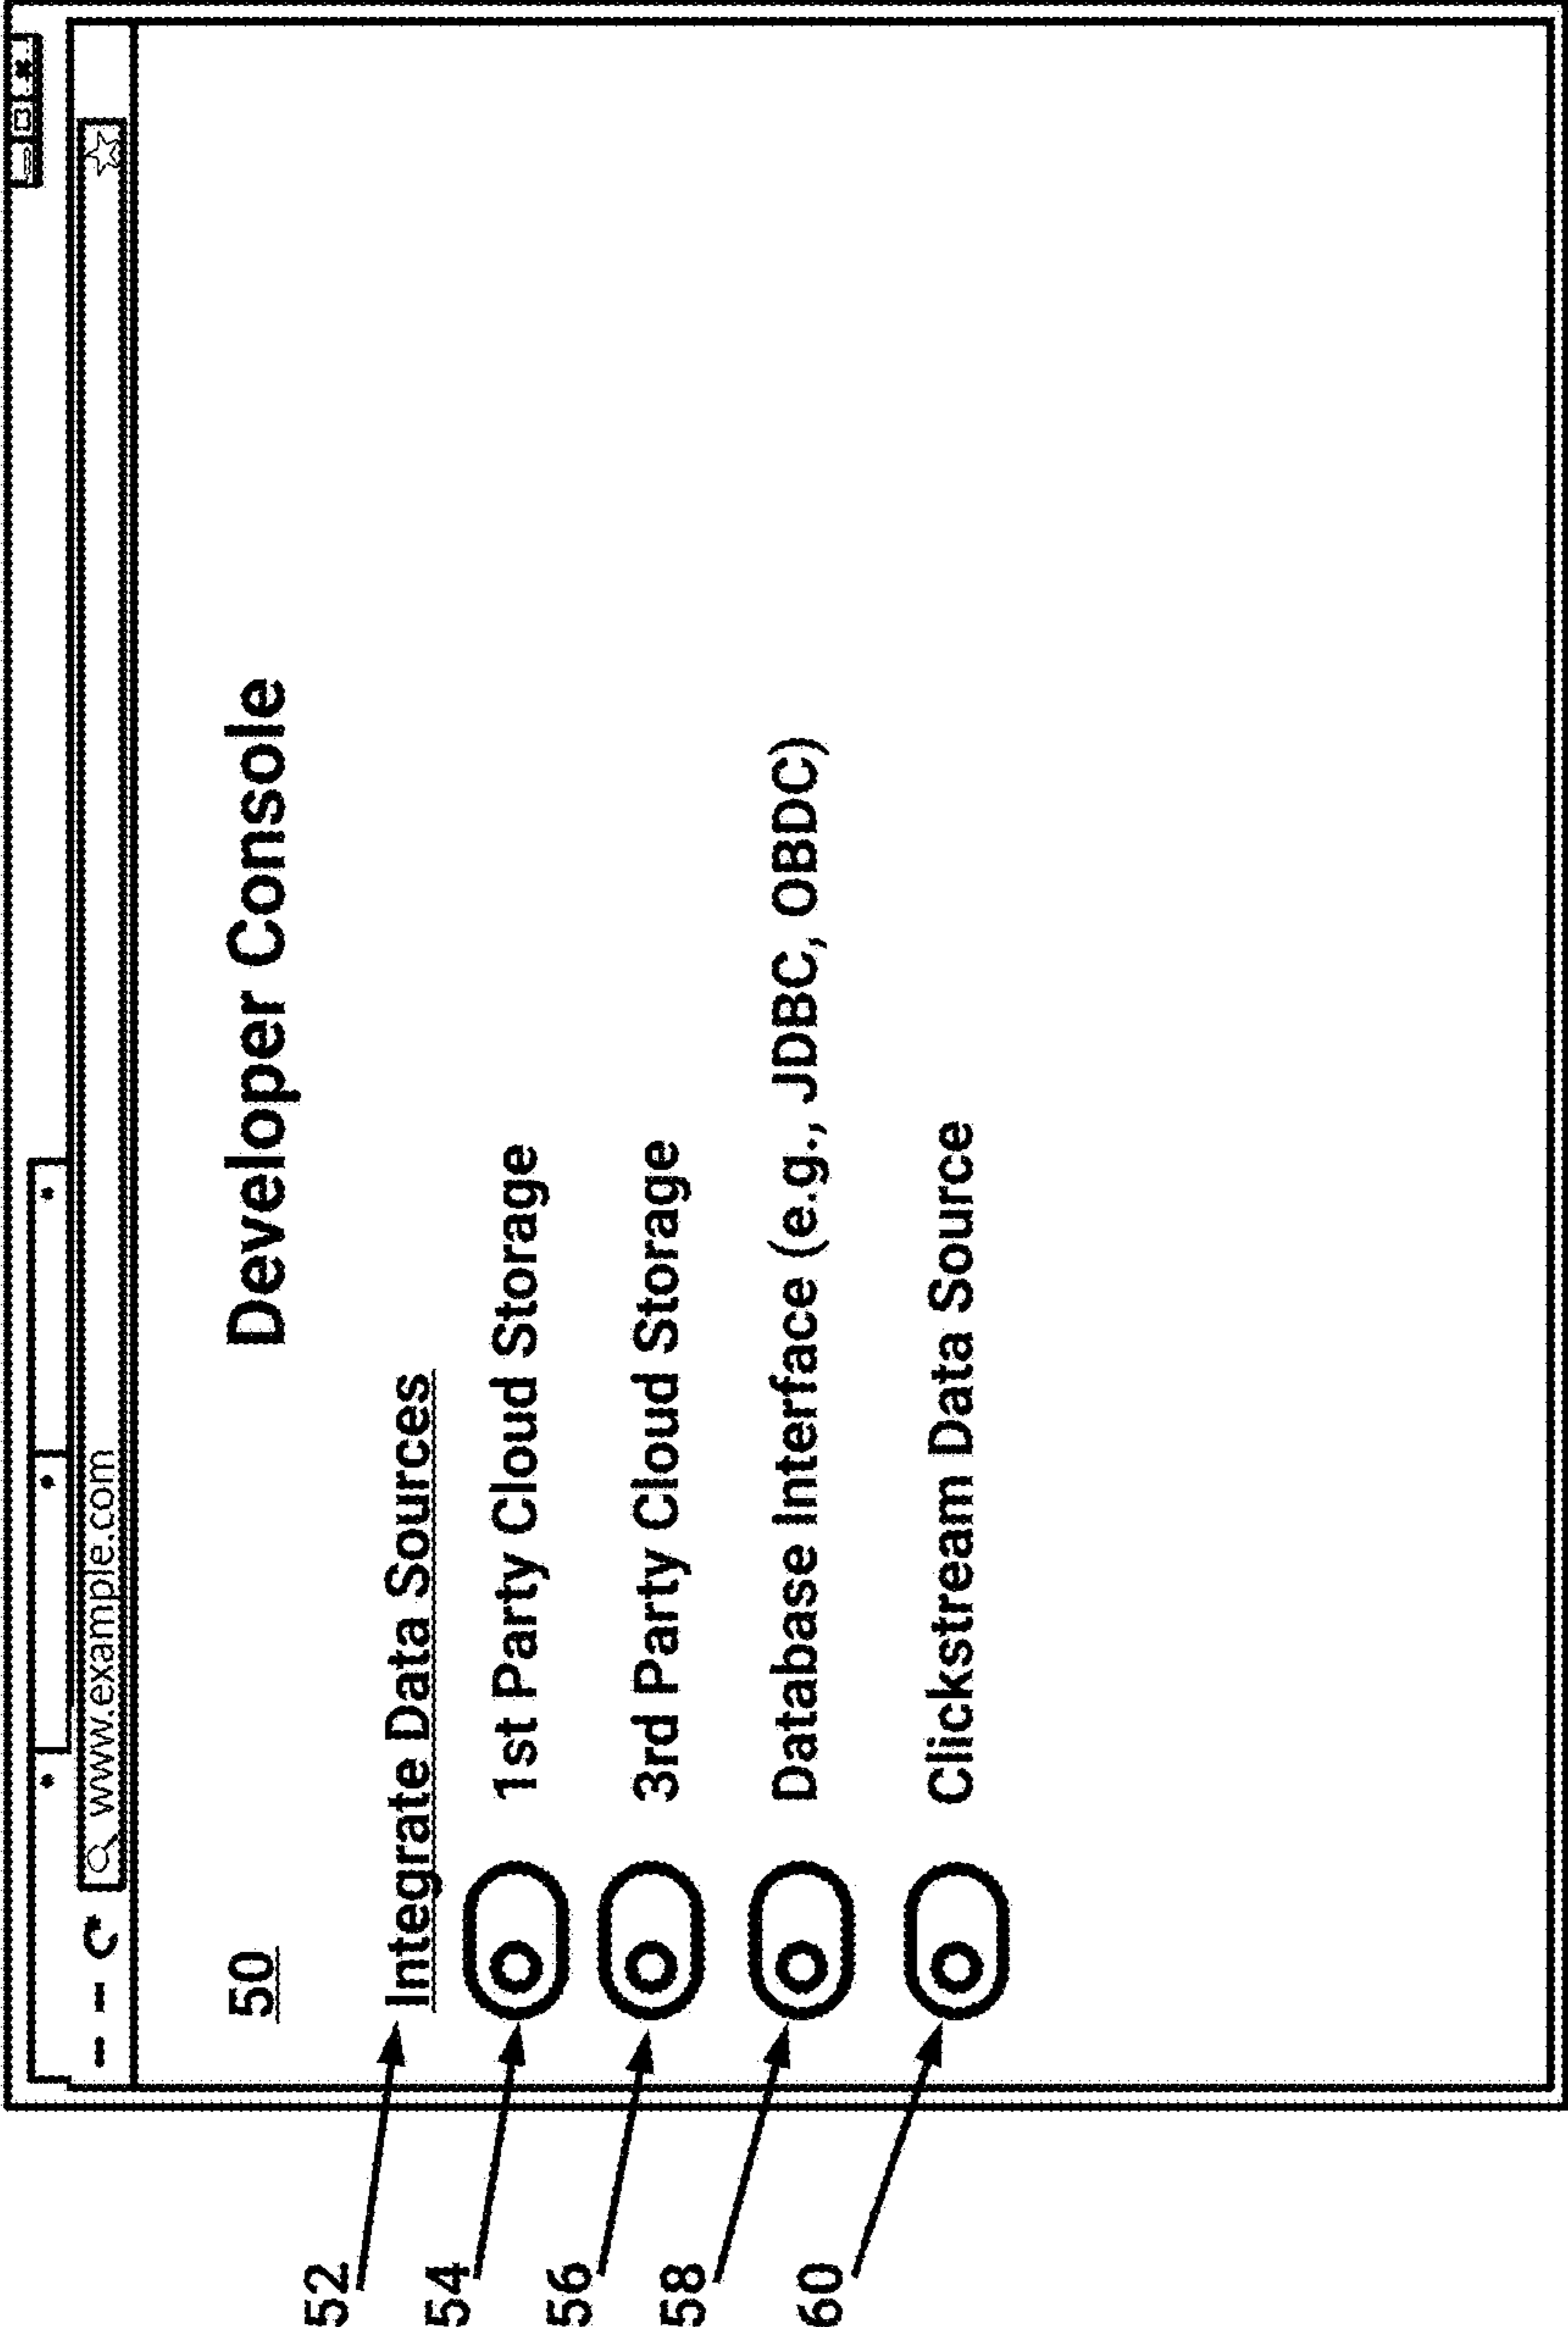 www.example.com
50
Developer Console
52
Integrate Data Sources
54
1st Party Cloud Storage
56
3rd Party Cloud Storage
58
Database Interface (e.g., JDBC, OBDC)
60
Clickstream Data Source